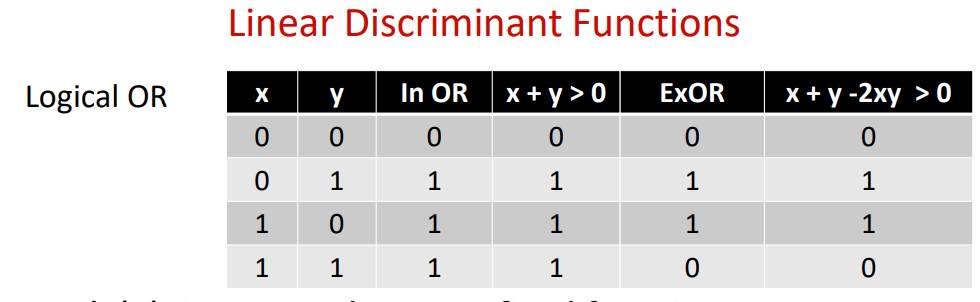 Linear Discriminant Functions
Logical OR
x y In OR x + y > 0 ExOR x + y -2xy > 0
0 0 0 0 0 0
0 1 1 1 1 1
1 0 1 1 1 1
1 1 1 1 0 0